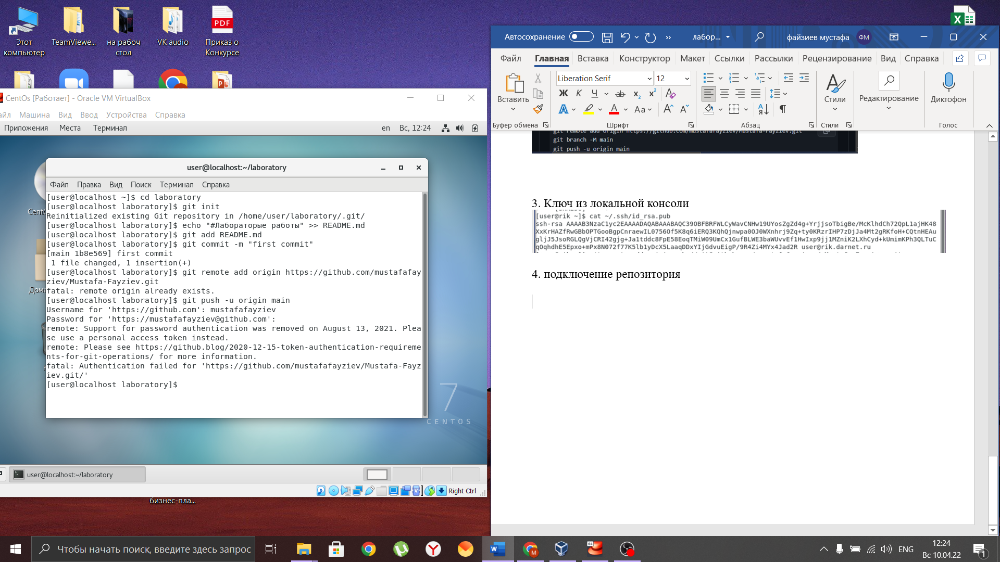 Этот компьютер
TeamViewe...
на рабоч стол
VK audio
PDF
Приказ о Конкурсе
CentOs [Работает] - Oracle VM VirtualBox
айл Машина Вид Ввод Устройства Справка
Приложения Места Терминал en Вс, 12:24
user@localhost:~/laboratory
Файл Правка Вид Поиск Терминал Справка
[user@localhost ~]$ cd laboratory
[user@localhost laboratory]$ git init
Reinitialized existing Git repository in /home/user/laboratory/.git/
[user@localhost laboratory]$ echo "#Лабораторые работы" >> README.md
[user@localhost laboratory]$ git add README.md
[user@localhost laboratory]$ git commit -m "first commit"
[main 1b8e569] first commit
 1 file changed, 1 insertion(+)
[user@localhost laboratory]$ git remote add origin https://github.com/mustafafay
ziev/Mustafa-Fayziev.git
fatal: remote origin already exists.
[user@localhost laboratory]$ git push -u origin main
Username for 'https://github.com': mustafafayziev
Password for 'https://mustafafayziev@github.com':
remote: Support for password authentication was removed on August 13, 2021. Plea
se use a personal access token instead.
remote: Please see https://github.blog/2020-12-15-token-authentication-requireme
nts-for-git-operations/ for more information.
fatal: Authentication failed for 'https://github.com/mustafafayziev/Mustafa-Fayz
iev.git/'
[user@localhost laboratory]$
7
CENTOS
user@localhost:~/laboratory
Right Ctrl
бизнес-пла...
Автосохранение лабор... файзиев мустафа ФМ
Файл Главная Вставка Конструктор Макет Ссылки Рассылки Рецензирование Вид Справка
Вставить
Liberation Serif 12
Ж К Ч ab x₂ x²
Стили
Редактирование
Диктофон
Буфер обмена Шрифт Абзац Стили Голос
git remote add origin https://github.com/mustafafayziev/Mustafa-Fayziev.git
git branch -M main
git push -u origin main
3. Ключ из локальной консоли
[user@rik ~]$ cat ~/.ssh/id_rsa.pub
ssh-rsa AAAAB3NzaC1yc2EAAAADAQABAAABAQC39OBFBRFWLCyWavCNHw19UYosZgZd4g+YrjjsoTbigBe/McKlhdCh72QpL1ajHK48
XxKrHAZfRwGBbOPTGooBgpCnraewIL0756Of5K8q6iERQ3KQhQjnwpa0OJ0WXnhrj9Zq+ty0KRzrIHP7zDjJa4Mt2gRKfoH+CQtnHEAu
gljJ5JsoRGLQgVjCRI42gjg+Ja1tddc8FpE58EoqTMiW09UmCx1GufBLWE3baWUvvEf1HwIxp9jj1MZniK2LXhCyd+kUmimKPh3QLTuC
qOqhdhE5Epxo+mPx8N072f77K5lb1yDcX5LaaqDDxYIjGdvuEigP/9R4Zi4MYx4Jad2R user@rik.darnet.ru
4. подключение репозитория
Чтобы начать поиск, введите здесь запрос
ENG
12:24
Вс 10.04.22
1